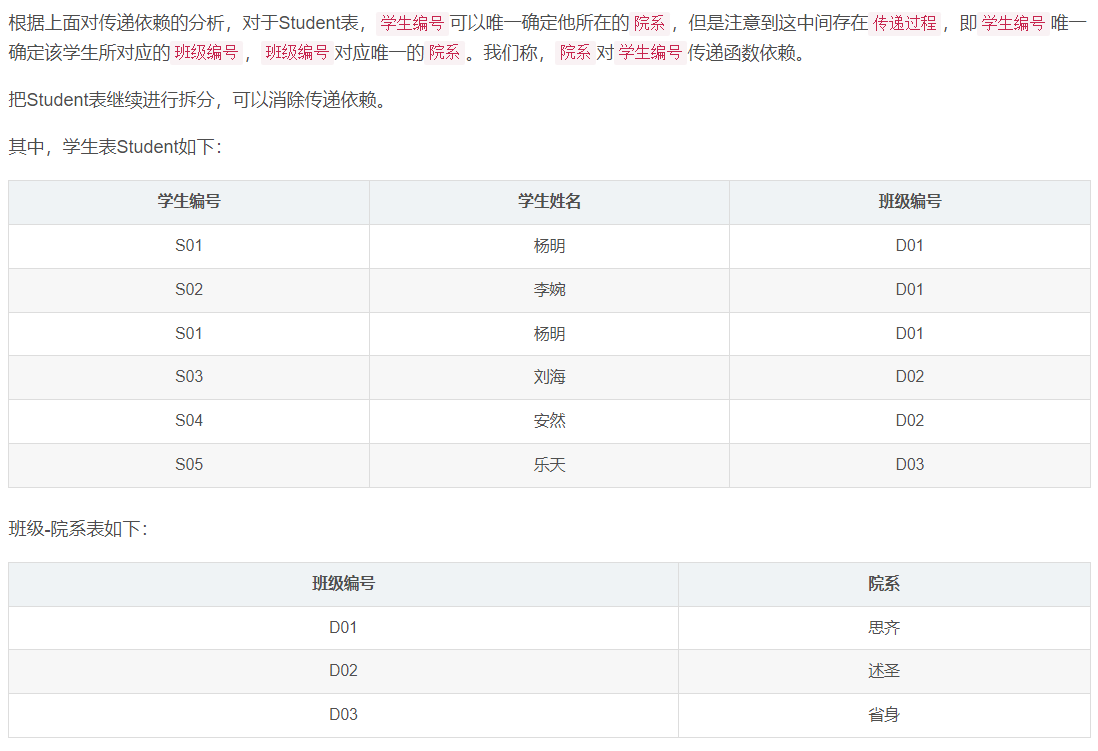 根据上面对传递依赖的分析，对于Student表，学生编号可以唯一确定他所在的院系，但是注意到这中间存在传递过程，即学生编号唯一
确定该学生所对应的班级编号，班级编号对应唯一的院系。我们称，院系对学生编号传递函数依赖。
把Student表继续进行拆分，可以消除传递依赖。
其中，学生表Student如下：
学生编号 学生姓名 班级编号
S01 杨明 D01
S02 李婉 D01
S01 杨明 D01
S03 刘海 D02
S04 安然 D02
S05 乐天 D03
班级-院系表如下：
班级编号 院系
D01 思齐
D02 述圣
D03 省身